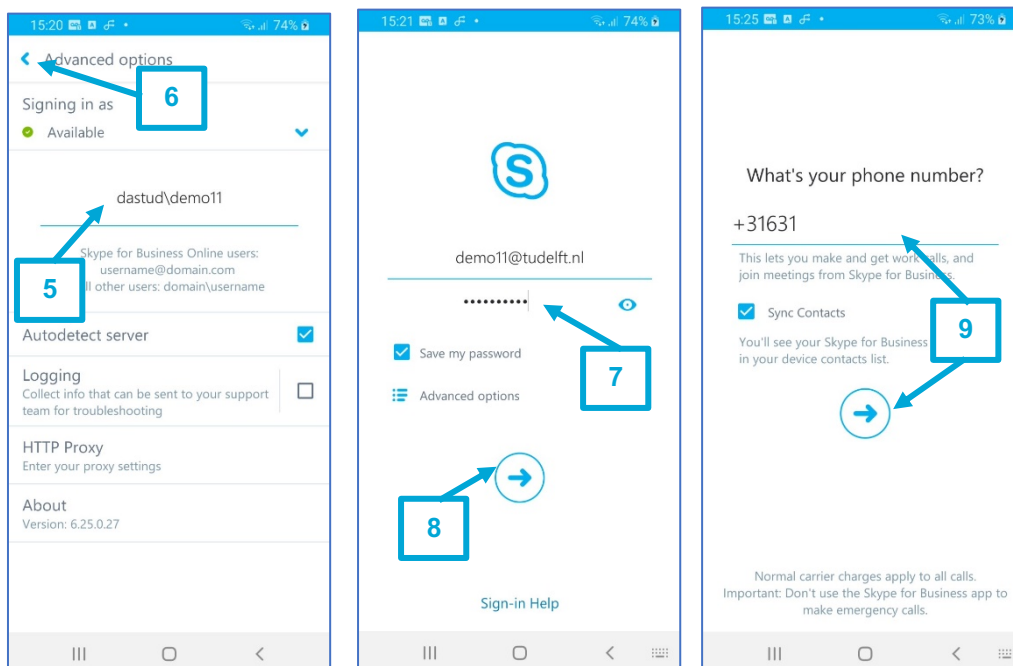 15:20 74%
Advanced options
6
Signing in as
Available
dastud\demo11
Skype for Business Online users:
username@domain.com
ll other users: domain\username
5
Autodetect server
Logging
Collect info that can be sent to your support
team for troubleshooting
HTTP Proxy
Enter your proxy settings
About
Version: 6.25.0.27
15:21 74%
S
demo11@tudelft.nl
••••••••••
7
Save my password
Advanced options
8
Sign-in Help
15:25 73%
What's your phone number?
+31631
This lets you make and get work calls, and
join meetings from Skype for Business.
Sync Contacts
9
You'll see your Skype for Business
in your device contacts list.
Normal carrier charges apply to all calls.
Important: Don't use the Skype for Business app to
make emergency calls.